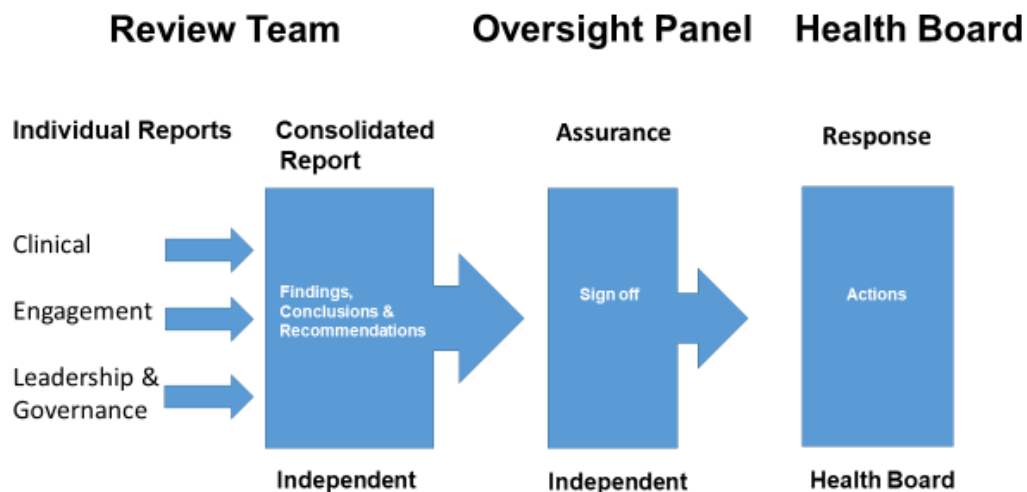 Review Team
Oversight Panel
Health Board
Individual Reports
Consolidated
Report
Assurance
Response
Clinical
Engagement
Leadership &
Governance
Findings,
Conclusions &
Recommendations
Sign off
Actions
Independent
Independent
Health Board